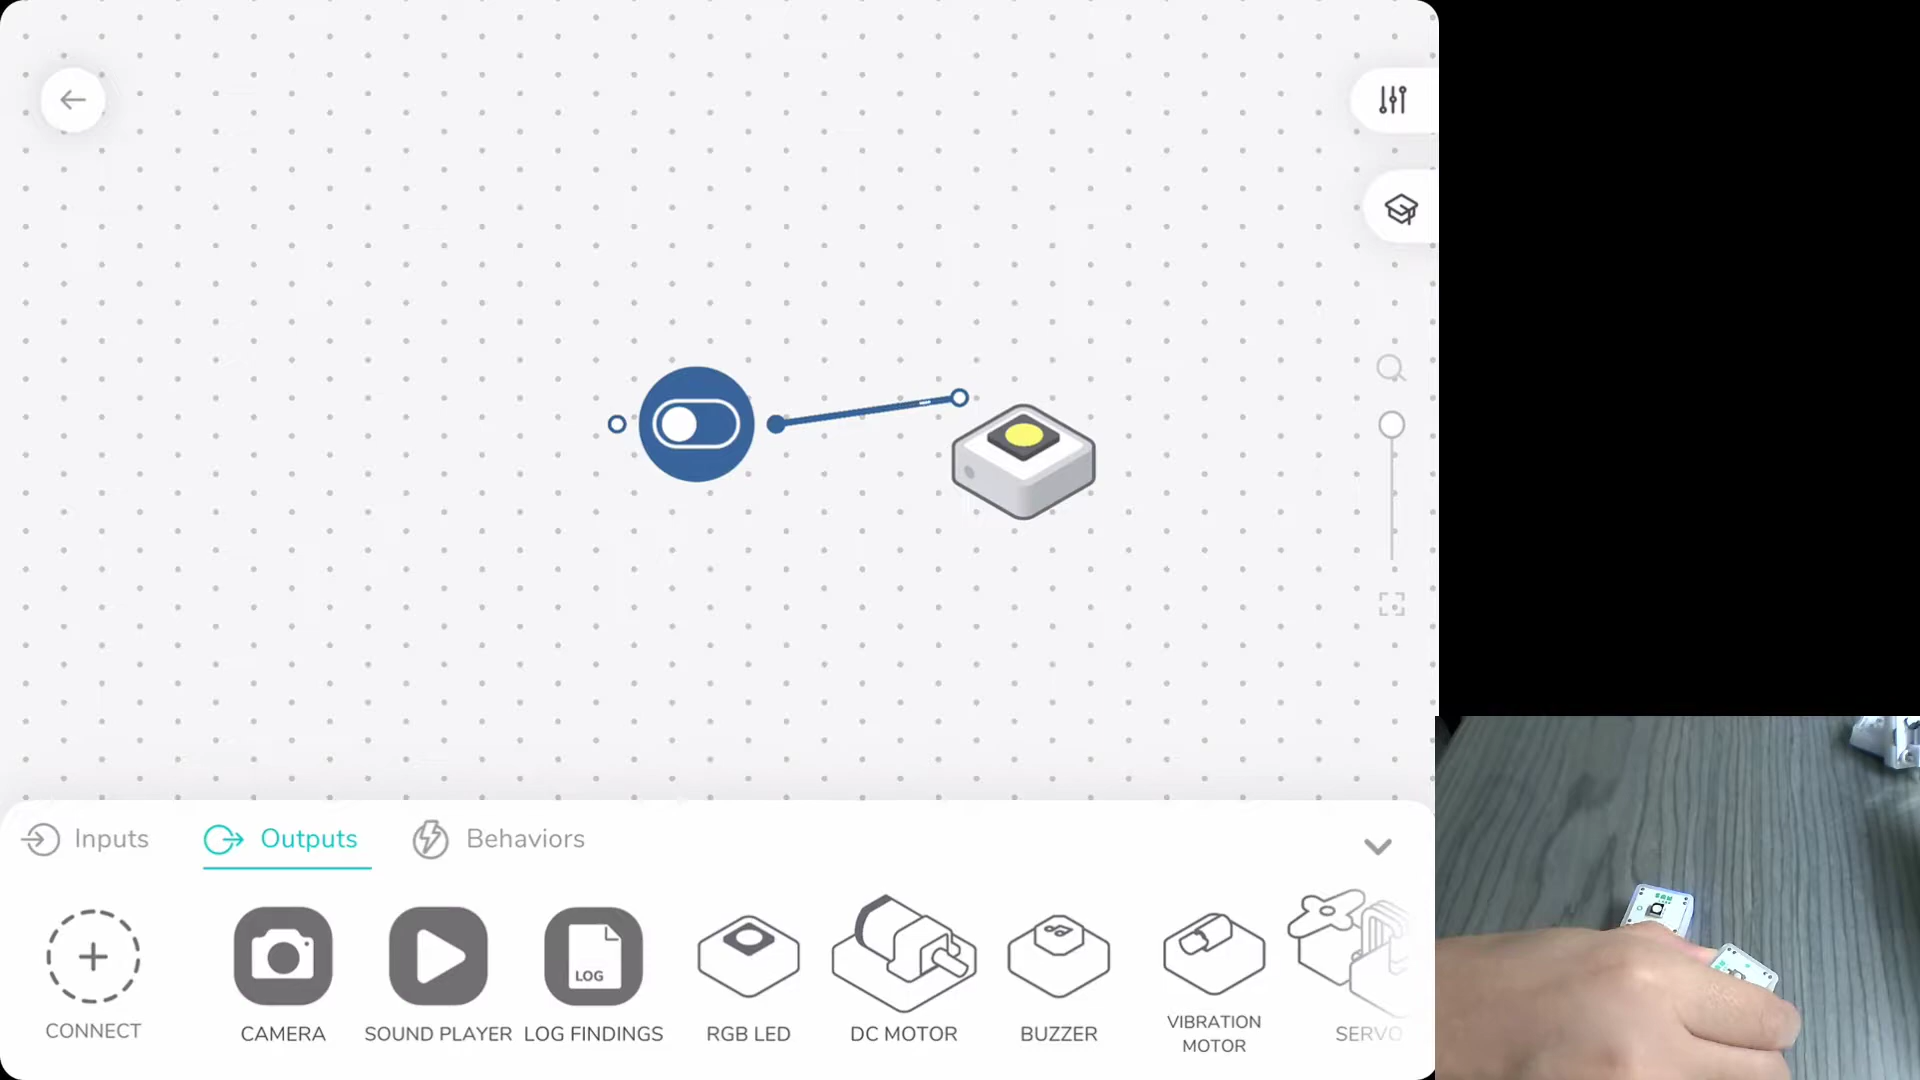 Inputs
Outputs
Behaviors
LOG
CONNECT
CAMERA
SOUND PLAYER
LOG FINDINGS
RGB LED
DC MOTOR
BUZZER
VIBRATION
MOTOR
SERVO